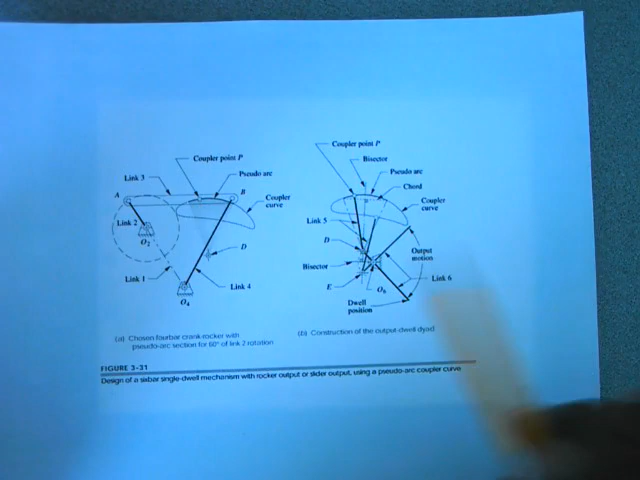 Coupler point P
Link 3
Pseudo arc
A
B
Coupler
curve
Link 2
O2
D
Link 1
Link 4
O4
(a) Chosen fourbar crank-rocker with
pseudo-arc section for 60° of link 2 rotation
Coupler point P
Bisector
Pseudo arc
Chord
P
Coupler
curve
Link 5
D
Output
motion
Bisector
Link 6
E
O6
Dwell
position
(b) Construction of the output-dwell dyad
FIGURE 3-31
Design of a sixbar single-dwell mechanism with rocker output or slider output, using a pseudo-arc coupler curve